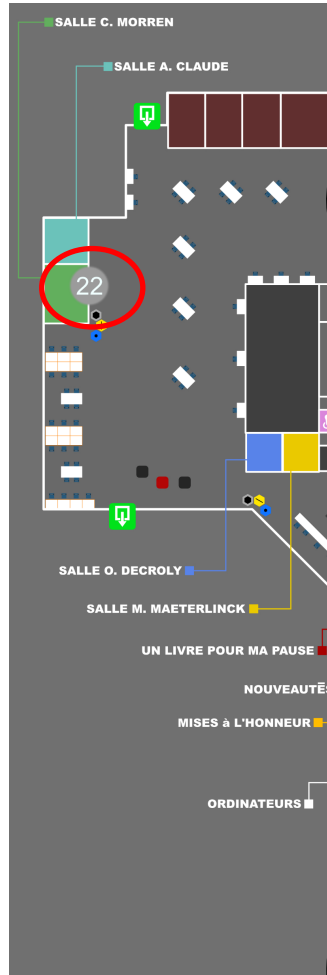 SALLE C. MORREN
SALLE A. CLAUDE
22
SALLE O. DECROLY
SALLE M. MAETERLINCK
UN LIVRE POUR MA PAUSE
NOUVEAUTÉS
MISES à L'HONNEUR
ORDINATEURS